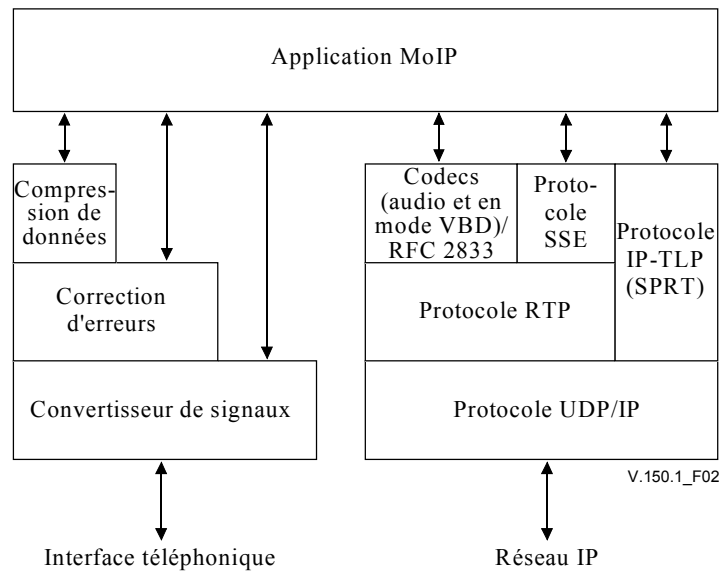 Application MoIP
Compres-
sion de
données
Codecs
(audio et en
mode VBD)/
RFC 2833
Proto-
cole
SSE
Protocole
IP-TLP
(SPRT)
Correction
d'erreurs
Protocole RTP
Convertisseur de signaux
Protocole UDP/IP
V.150.1_F02
Interface téléphonique
Réseau IP